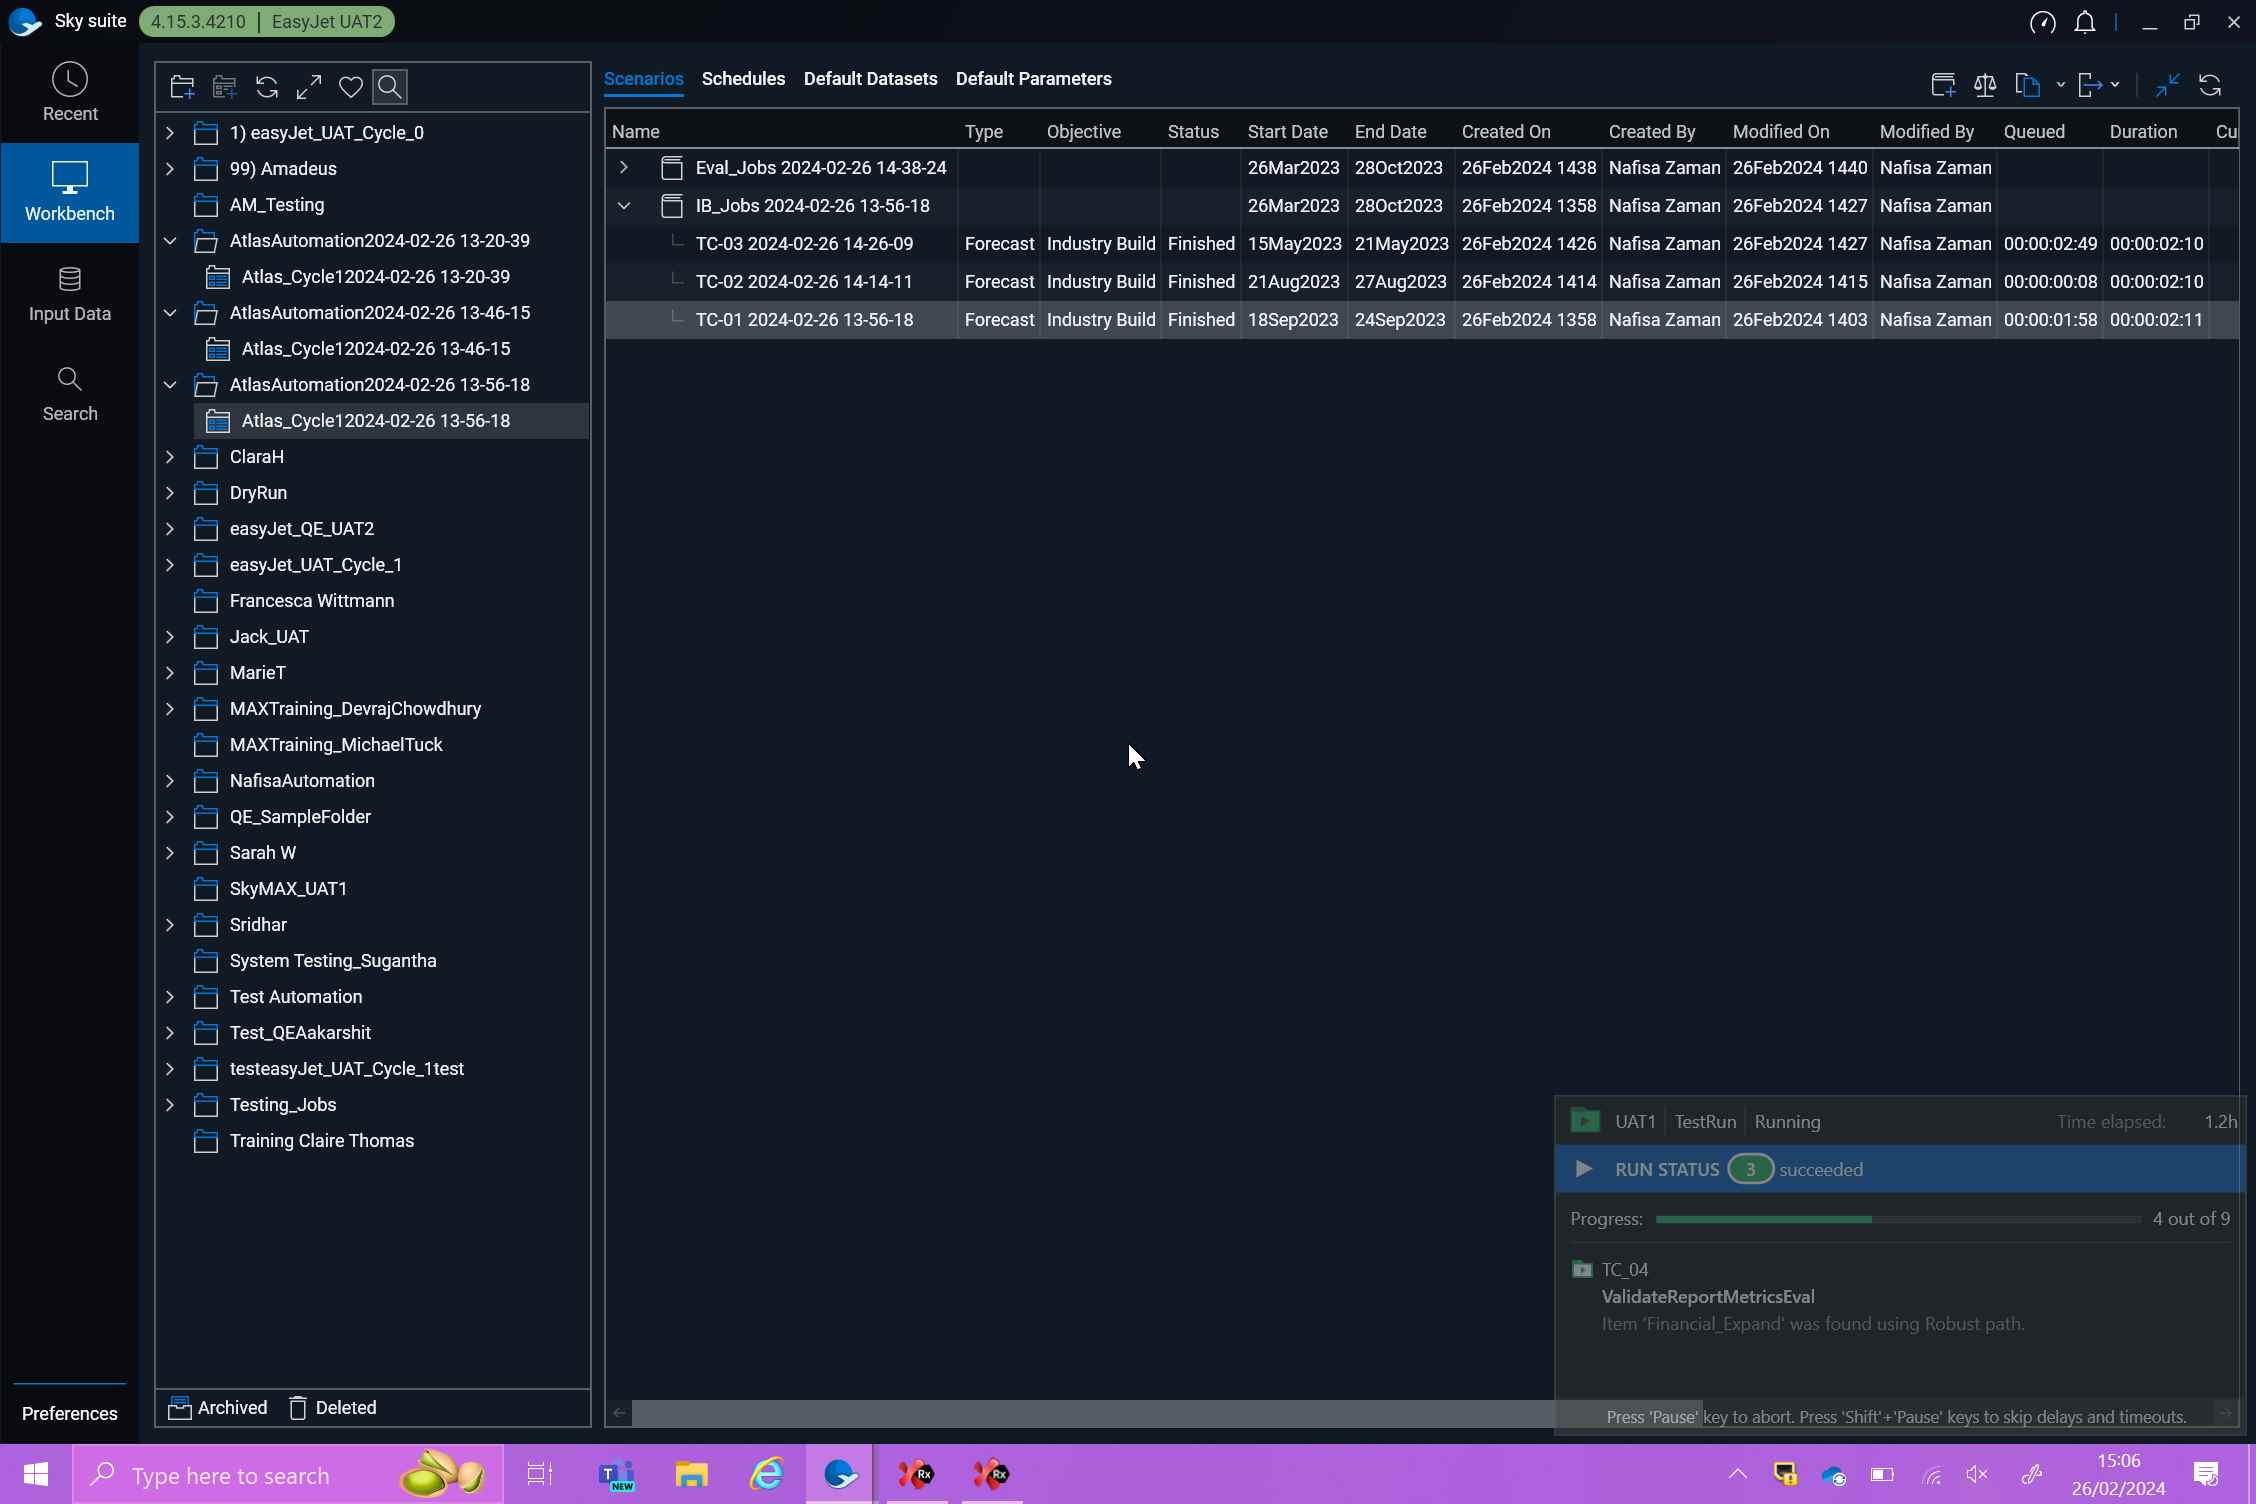 Sky suite 4.15.3.4210 | EasyJet UAT2
Recent
Workbench
Input Data
Search
Preferences
1) easyJet_UAT_Cycle_0
99) Amadeus
AM_Testing
AtlasAutomation2024-02-26 13-20-39
Atlas_Cycle12024-02-26 13-20-39
AtlasAutomation2024-02-26 13-46-15
Atlas_Cycle12024-02-26 13-46-15
AtlasAutomation2024-02-26 13-56-18
Atlas_Cycle12024-02-26 13-56-18
ClaraH
DryRun
easyJet_QE_UAT2
easyJet_UAT_Cycle_1
Francesca Wittmann
Jack_UAT
MarieT
MAXTraining_DevrajChowdhury
MAXTraining_MichaelTuck
NafisaAutomation
QE_SampleFolder
Sarah W
SkyMAX_UAT1
Sridhar
System Testing_Sugantha
Test Automation
Test_QEAakarshit
testeasyJet_UAT_Cycle_1test
Testing_Jobs
Training Claire Thomas
Archived Deleted
Scenarios Schedules Default Datasets Default Parameters
Name Type Objective Status Start Date End Date Created On Created By Modified On Modified By Queued Duration Cu
Eval_Jobs 2024-02-26 14-38-24 26Mar2023 28Oct2023 26Feb2024 1438 Nafisa Zaman 26Feb2024 1440 Nafisa Zaman
IB_Jobs 2024-02-26 13-56-18 26Mar2023 28Oct2023 26Feb2024 1358 Nafisa Zaman 26Feb2024 1427 Nafisa Zaman
TC-03 2024-02-26 14-26-09 Forecast Industry Build Finished 15May2023 21May2023 26Feb2024 1426 Nafisa Zaman 26Feb2024 1427 Nafisa Zaman 00:00:02:49 00:00:02:10
TC-02 2024-02-26 14-14-11 Forecast Industry Build Finished 21Aug2023 27Aug2023 26Feb2024 1414 Nafisa Zaman 26Feb2024 1415 Nafisa Zaman 00:00:00:08 00:00:02:10
TC-01 2024-02-26 13-56-18 Forecast Industry Build Finished 18Sep2023 24Sep2023 26Feb2024 1358 Nafisa Zaman 26Feb2024 1403 Nafisa Zaman 00:00:01:58 00:00:02:11
UAT1 TestRun Running Time elapsed: 1.2h
RUN STATUS 3 succeeded
Progress: 4 out of 9
TC_04
ValidateReportMetricsEval
Item 'Financial_Expand' was found using Robust path.
Press 'Pause' key to abort. Press 'Shift'+'Pause' keys to skip delays and timeouts.
Type here to search
T NEW
Rx
Rx
15:06
26/02/2024